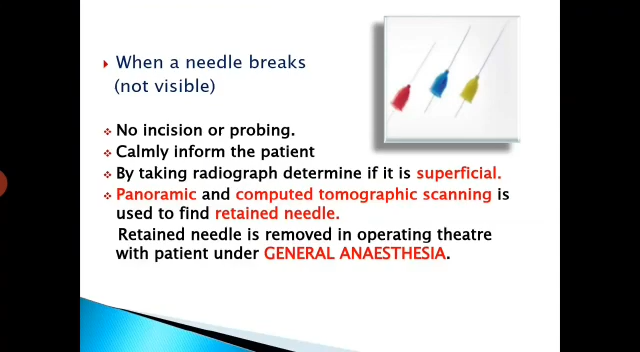 When a needle breaks
(not visible)
No incision or probing.
Calmly inform the patient
By taking radiograph determine if it is superficial.
Panoramic and computed tomographic scanning is
used to find retained needle.
Retained needle is removed in operating theatre
with patient under GENERAL ANAESTHESIA.